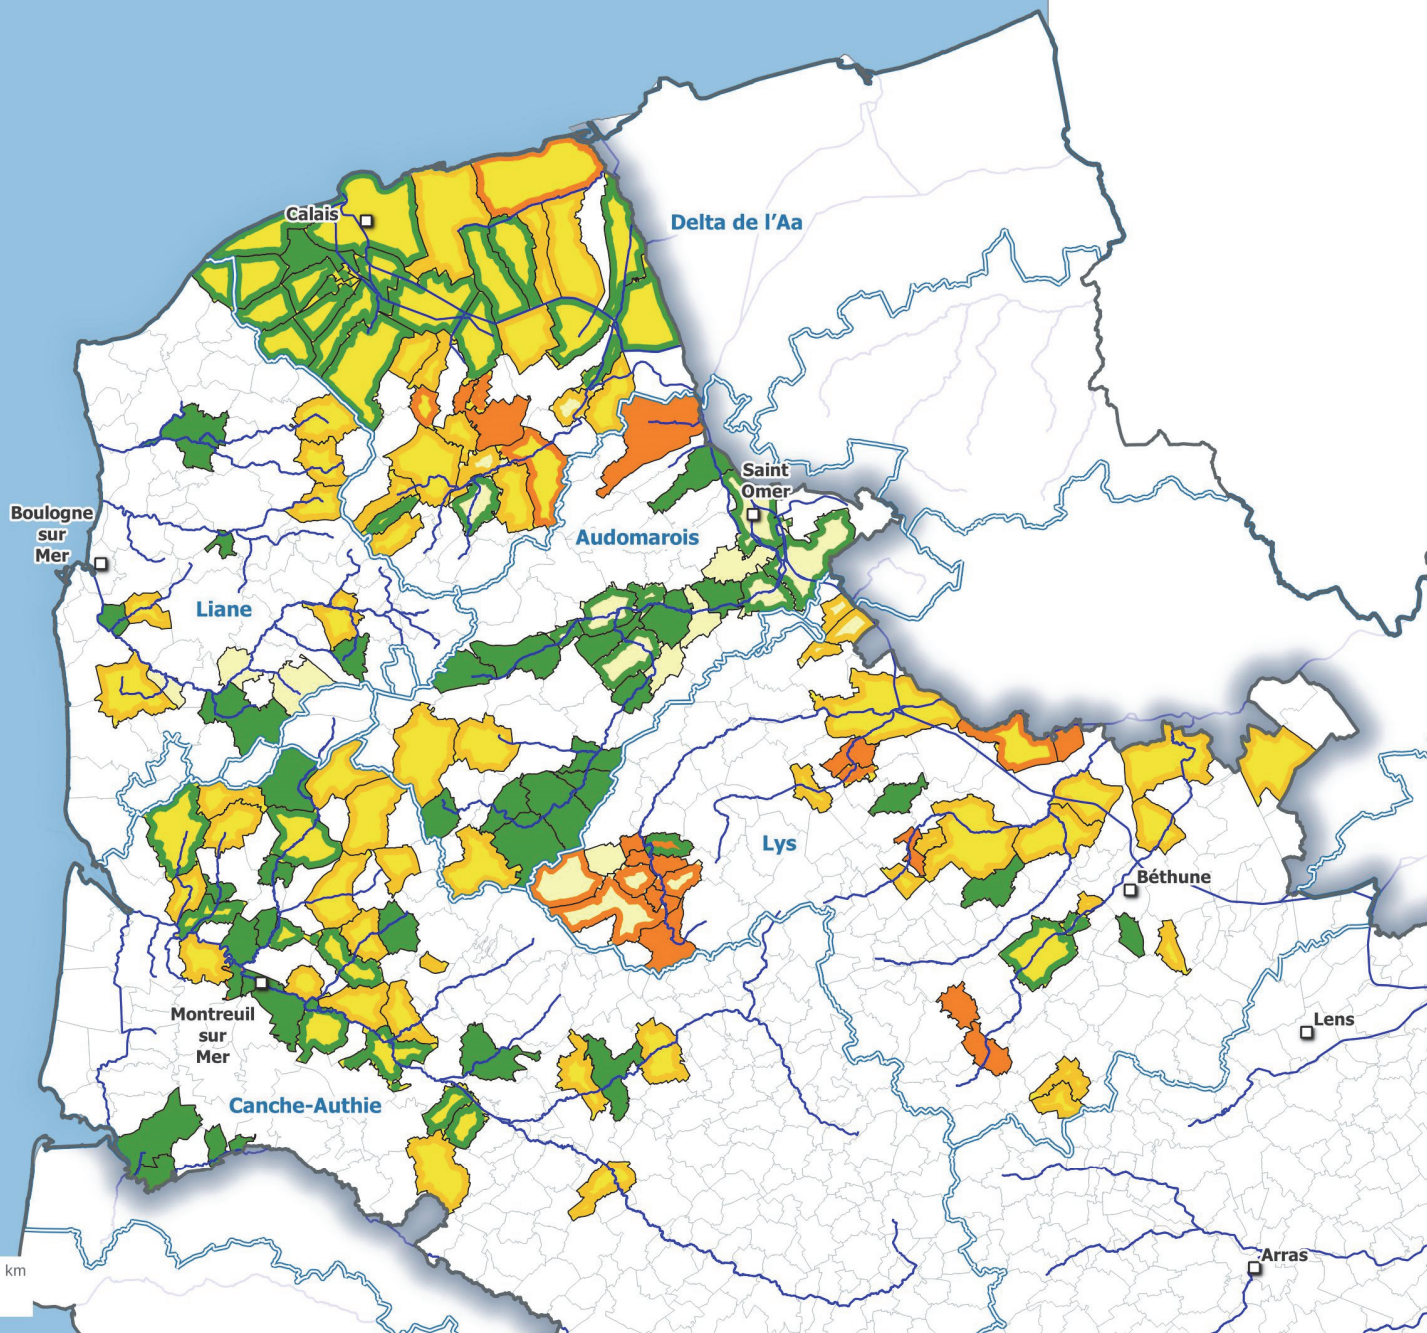 Calais
Delta de l'Aa
Saint
Omer
Boulogne
sur
Mer
Audomarois
Liane
Lys
Béthune
Montreuil
sur
Mer
Lens
Canche-Authie
Arras
km